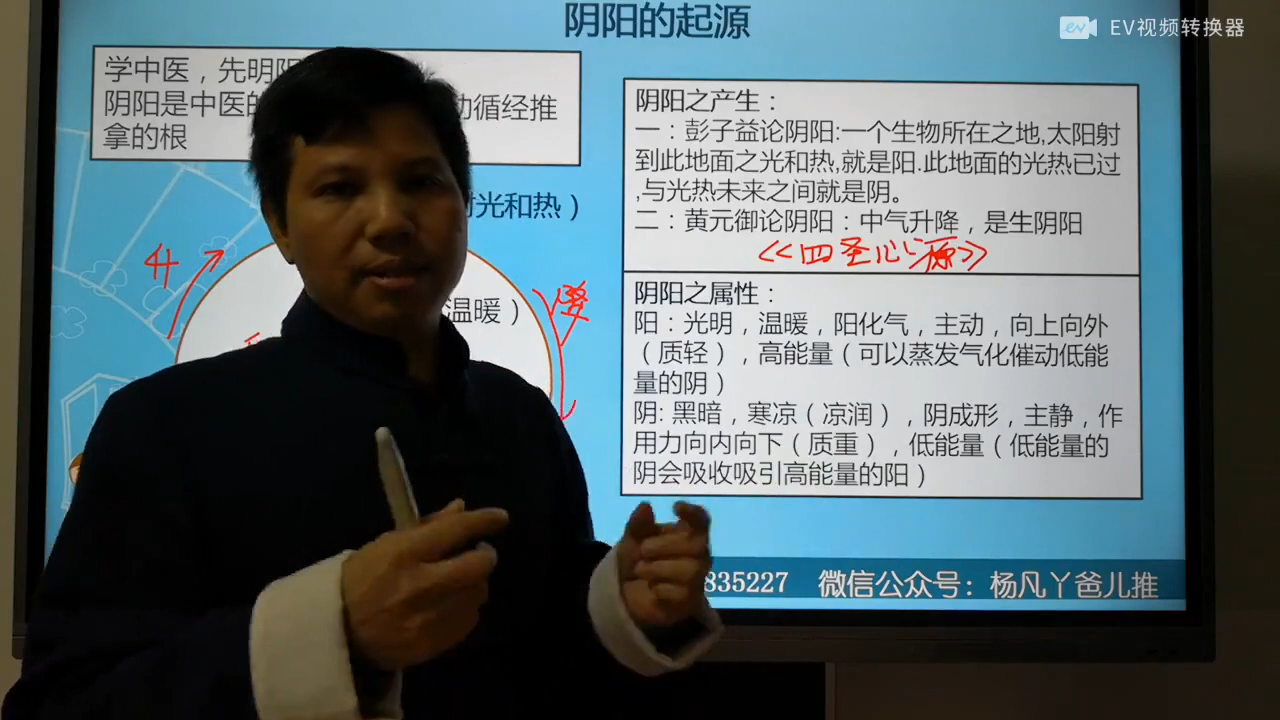 阴阳的起源
EV视频转换器
学中医，先明阴
阴阳是中医的
动循经推
拿的根
射光和热）
升
温暖）
降
阴阳之产生：
一：彭子益论阴阳:一个生物所在之地,太阳射
到此地面之光和热,就是阳.此地面的光热已过
,与光热未来之间就是阴。
二：黄元御论阴阳：中气升降，是生阴阳
《四圣心源》
阴阳之属性：
阳：光明，温暖，阳化气，主动，向上向外
（质轻），高能量（可以蒸发气化催动低能
量的阴）
阴: 黑暗，寒凉（凉润），阴成形，主静，作
用力向内向下（质重），低能量（低能量的
阴会吸收吸引高能量的阳）
835227 微信公众号：杨凡丫爸儿推